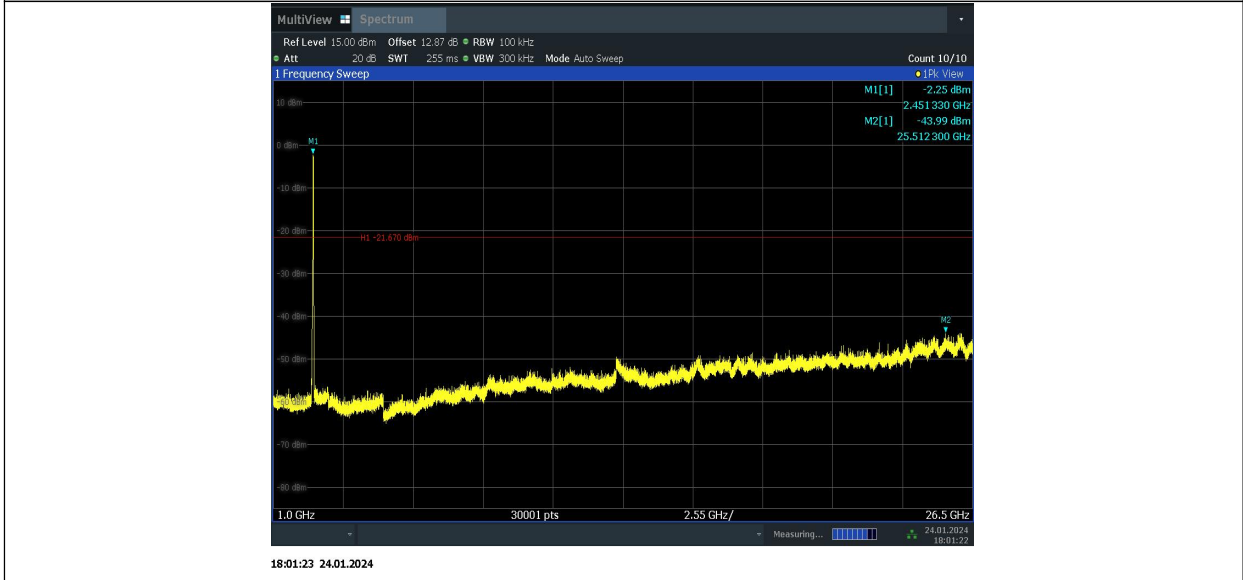 MultiView Spectrum
Ref Level 15.00 dBm Offset 12.87 dB RBW 100 kHz
Att 20 dB SWT 255 ms VBW 300 kHz Mode Auto Sweep Count 10/10
1 Frequency Sweep 1Pk View
M1[1] -2.25 dBm
2.451330 GHz
M2[1] -43.99 dBm
25.512300 GHz
10 dBm
M1
0 dBm
-10 dBm
-20 dBm
H1 -21.670 dBm
-30 dBm
-40 dBm
M2
-50 dBm
-60 dBm
-70 dBm
-80 dBm
1.0 GHz 30001 pts 2.55 GHz/ 26.5 GHz
Measuring... 24.01.2024
18:01:22
18:01:23 24.01.2024